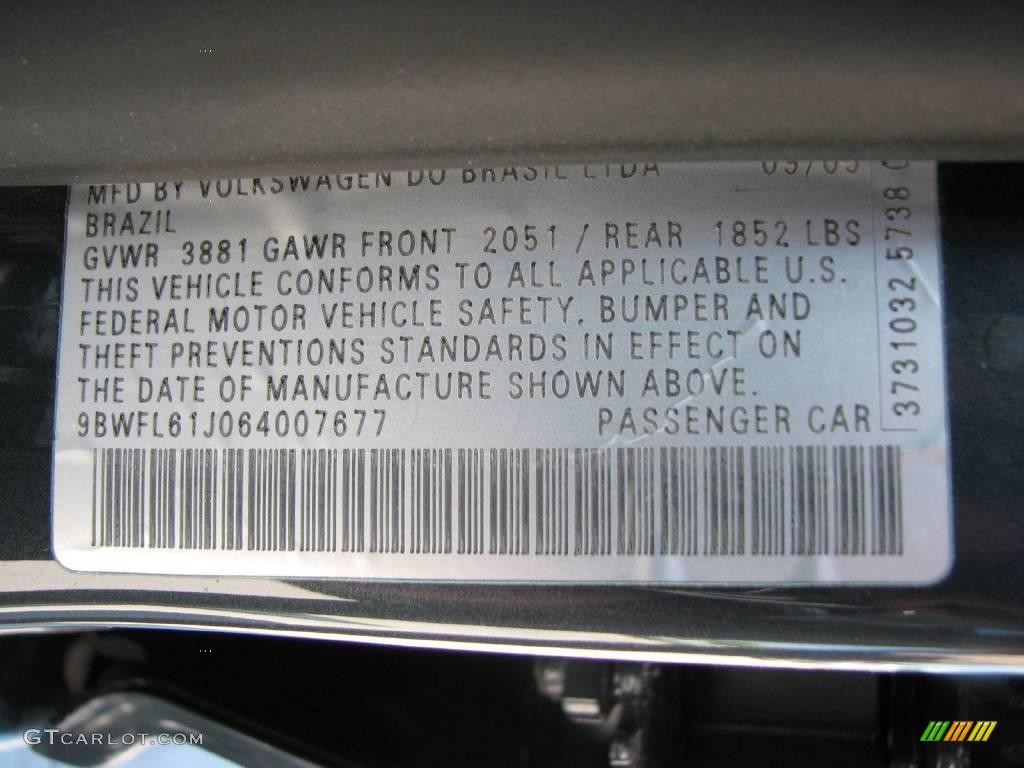 MFD BY VOLKSWAGEN DO BRASIL LTDA 09/05
BRAZIL
GVWR 3881 GAWR FRONT 2051 / REAR 1852 LBS
THIS VEHICLE CONFORMS TO ALL APPLICABLE U.S.
FEDERAL MOTOR VEHICLE SAFETY, BUMPER AND
THEFT PREVENTIONS STANDARDS IN EFFECT ON
THE DATE OF MANUFACTURE SHOWN ABOVE.
9BWFL61J064007677 PASSENGER CAR
3731032 5738
GTCARLOT.COM